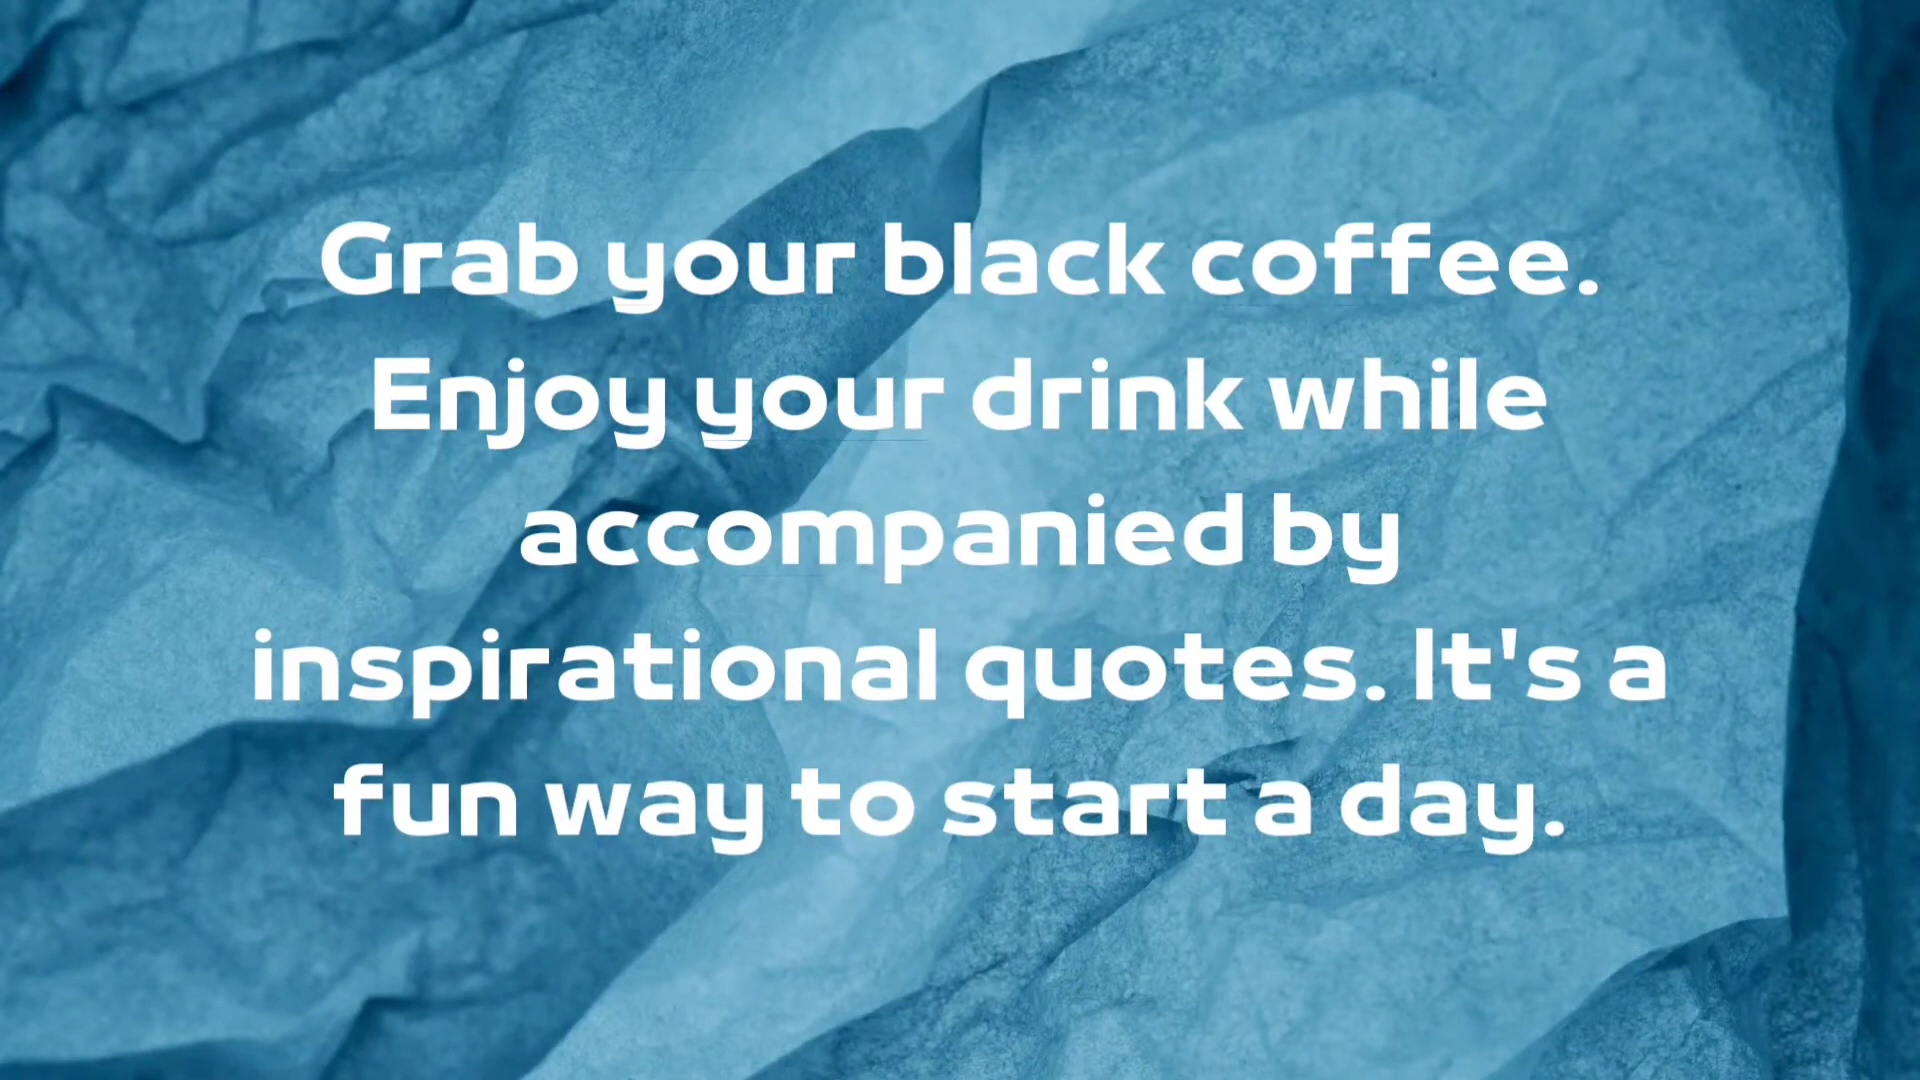 Grab your black coffee.
Enjoy your drink while
accompanied by
inspirational quotes. It's a
fun way to start a day.